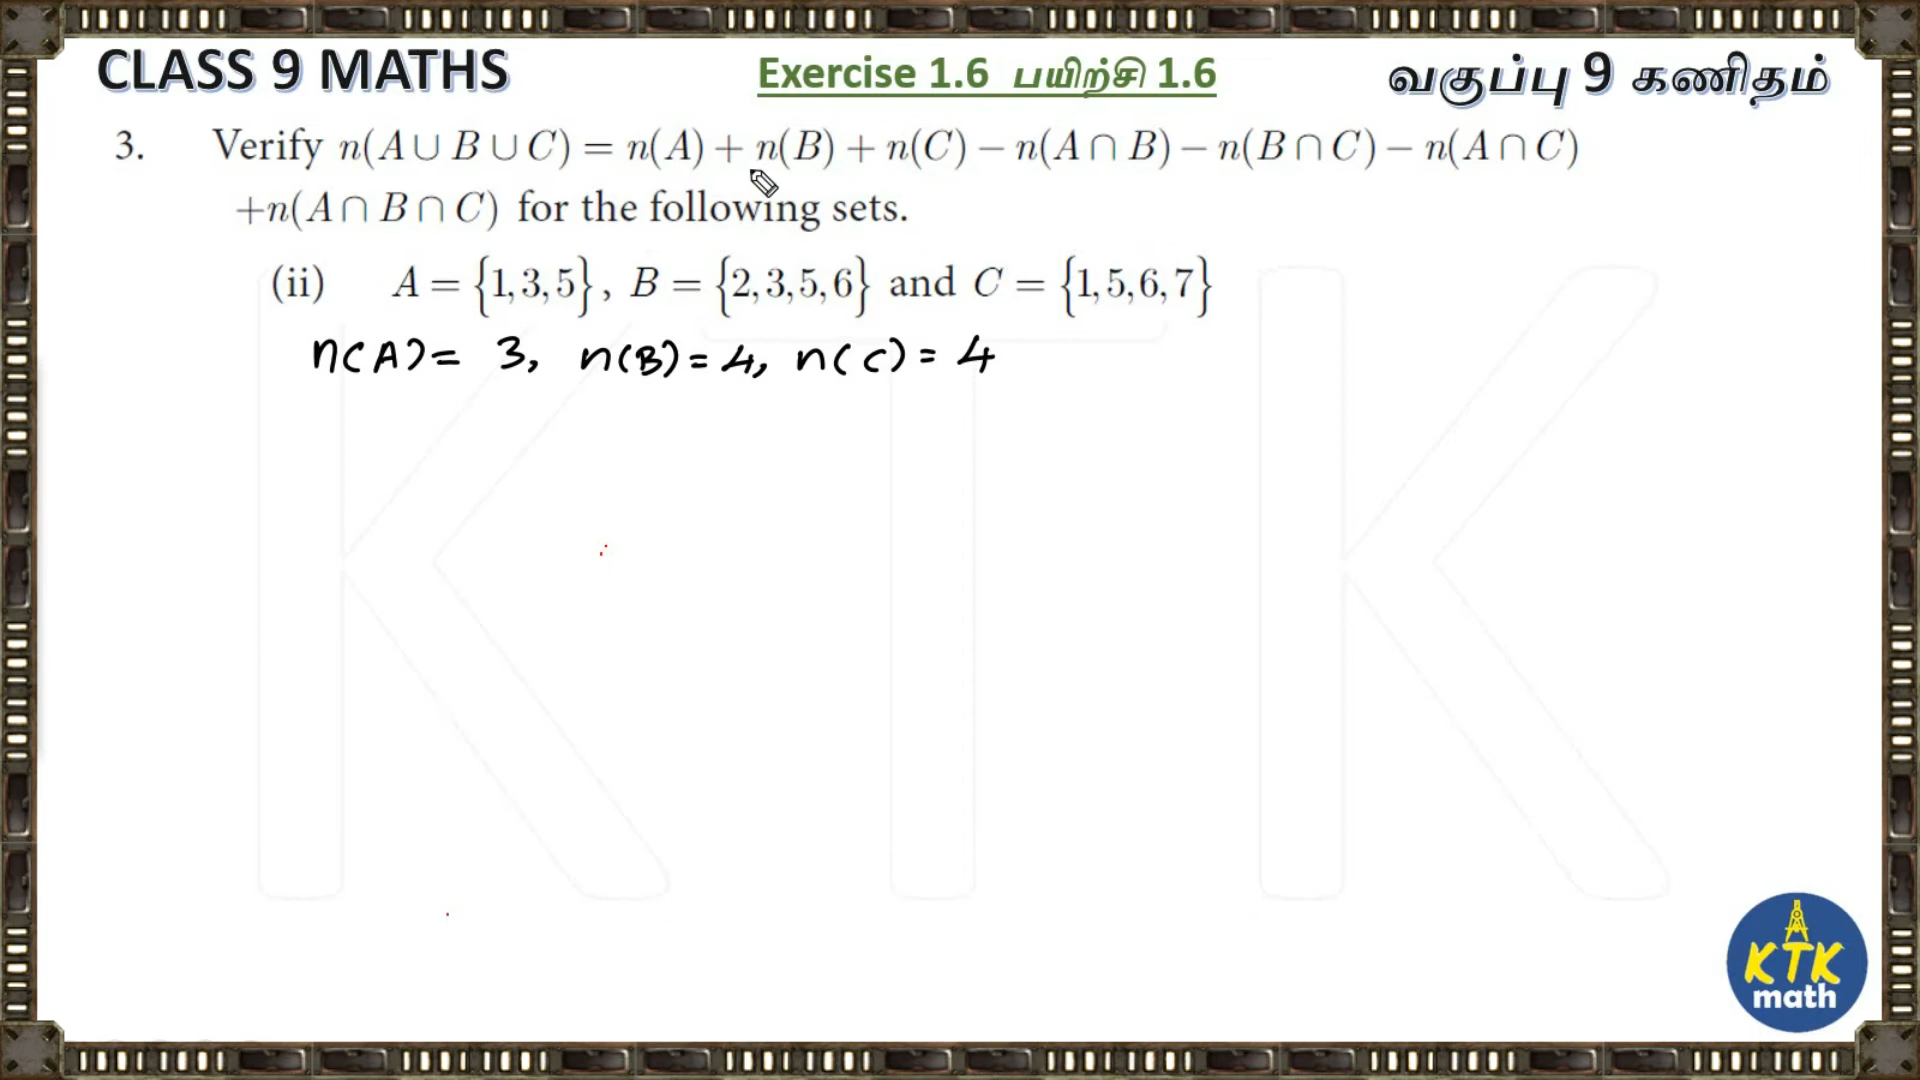 CLASS 9 MATHS Exercise 1.6 பயிற்சி 1.6 வகுப்பு 9 கணிதம்
3. Verify n(A ∪ B ∪ C) = n(A) + n(B) + n(C) − n(A ∩ B) − n(B ∩ C) − n(A ∩ C)
+n(A ∩ B ∩ C) for the following sets.
(ii) A = {1,3,5}, B = {2,3,5,6} and C = {1,5,6,7}
n(A) = 3, n(B) = 4, n(C) = 4
K T K
KTK
math